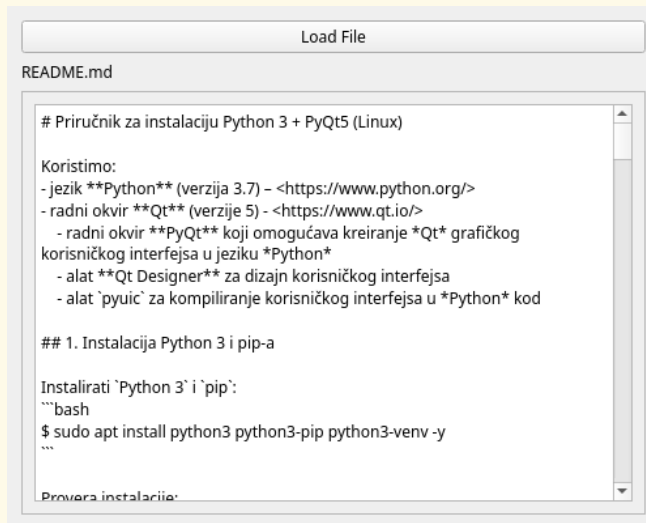 Load File
README.md
# Priručnik za instalaciju Python 3 + PyQt5 (Linux)
Koristimo:
- jezik **Python** (verzija 3.7) – <https://www.python.org/>
- radni okvir **Qt** (verzije 5) - <https://www.qt.io/>
- radni okvir **PyQt** koji omogućava kreiranje *Qt* grafičkog
korisničkog interfejsa u jeziku *Python*
- alat **Qt Designer** za dizajn korisničkog interfejsa
- alat `pyuic` za kompiliranje korisničkog interfejsa u *Python* kod
## 1. Instalacija Python 3 i pip-a
Instalirati `Python 3` i `pip`:
```bash
$ sudo apt install python3 python3-pip python3-venv -y
```
Provera instalacije: